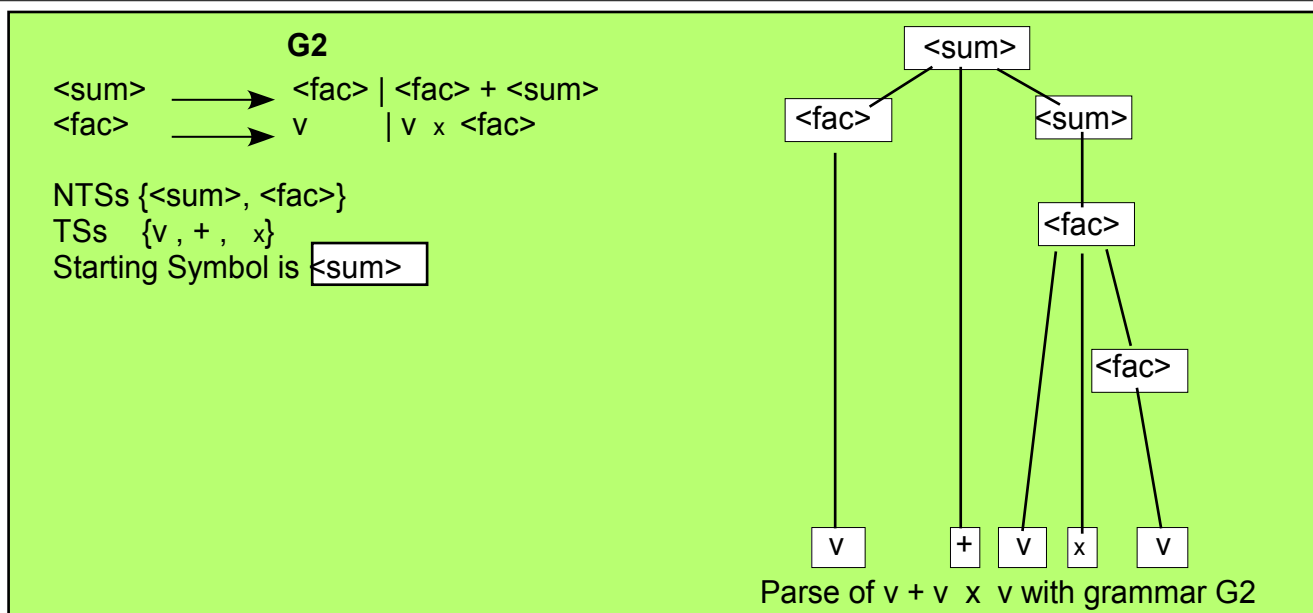 G2
<sum> → <fac> | <fac> + <sum>
<fac> → v | v x <fac>
NTSs {<sum>, <fac>}
TSs {v , + , x}
Starting Symbol is <sum>
<sum>
<fac> <sum>
<fac>
<fac>
v + v x v
Parse of v + v x v with grammar G2